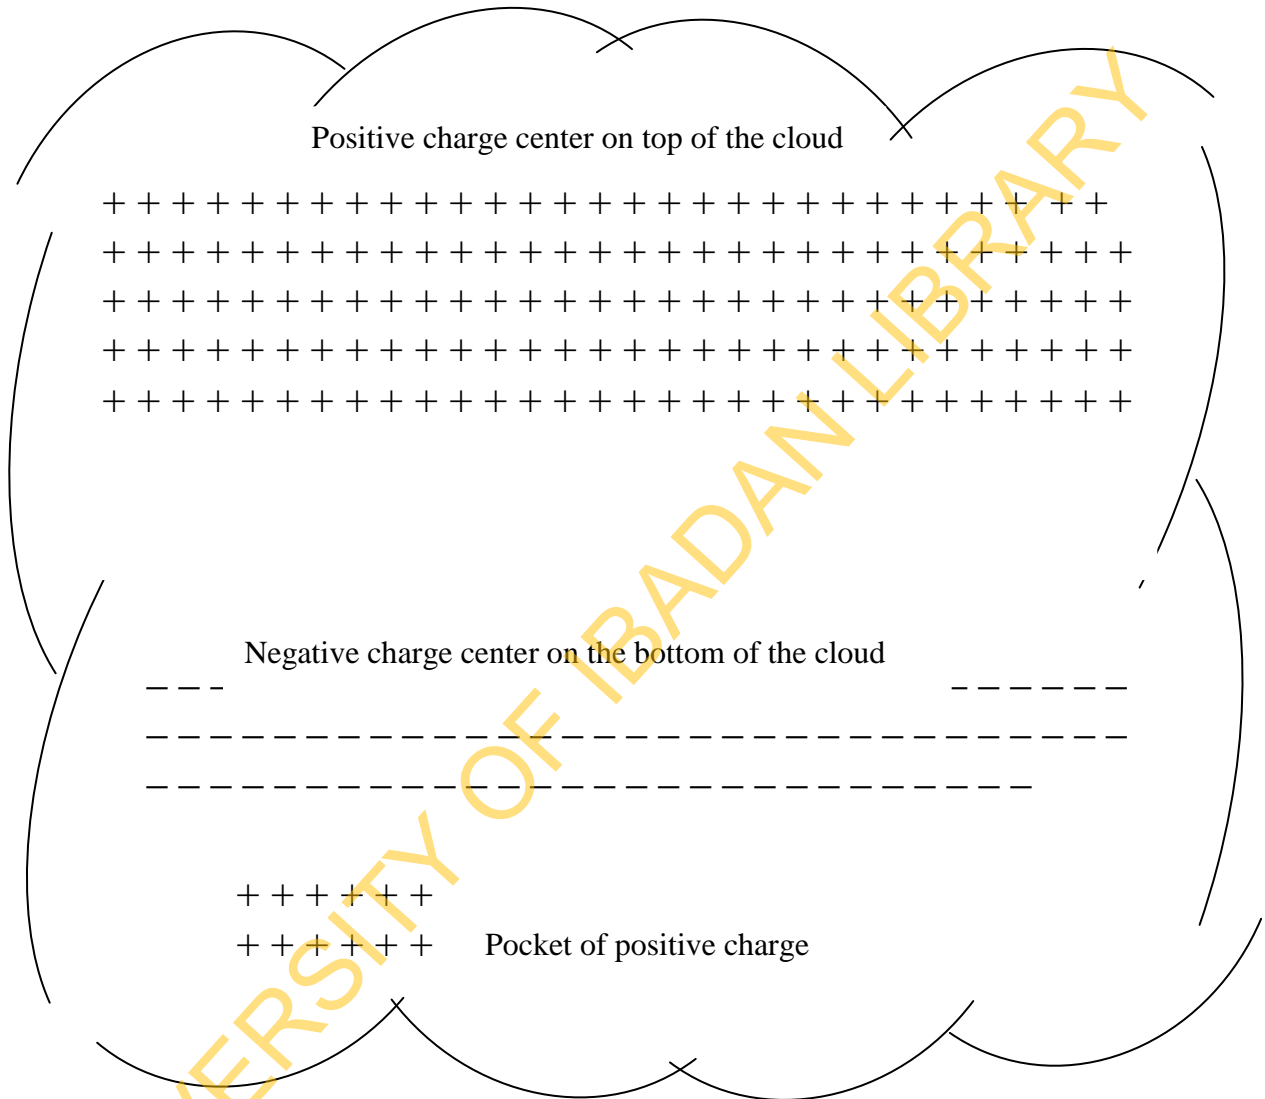 Positive charge center on top of the cloud
Negative charge center on the bottom of the cloud
Pocket of positive charge
VERSITY OF IBADAN LIBRARY